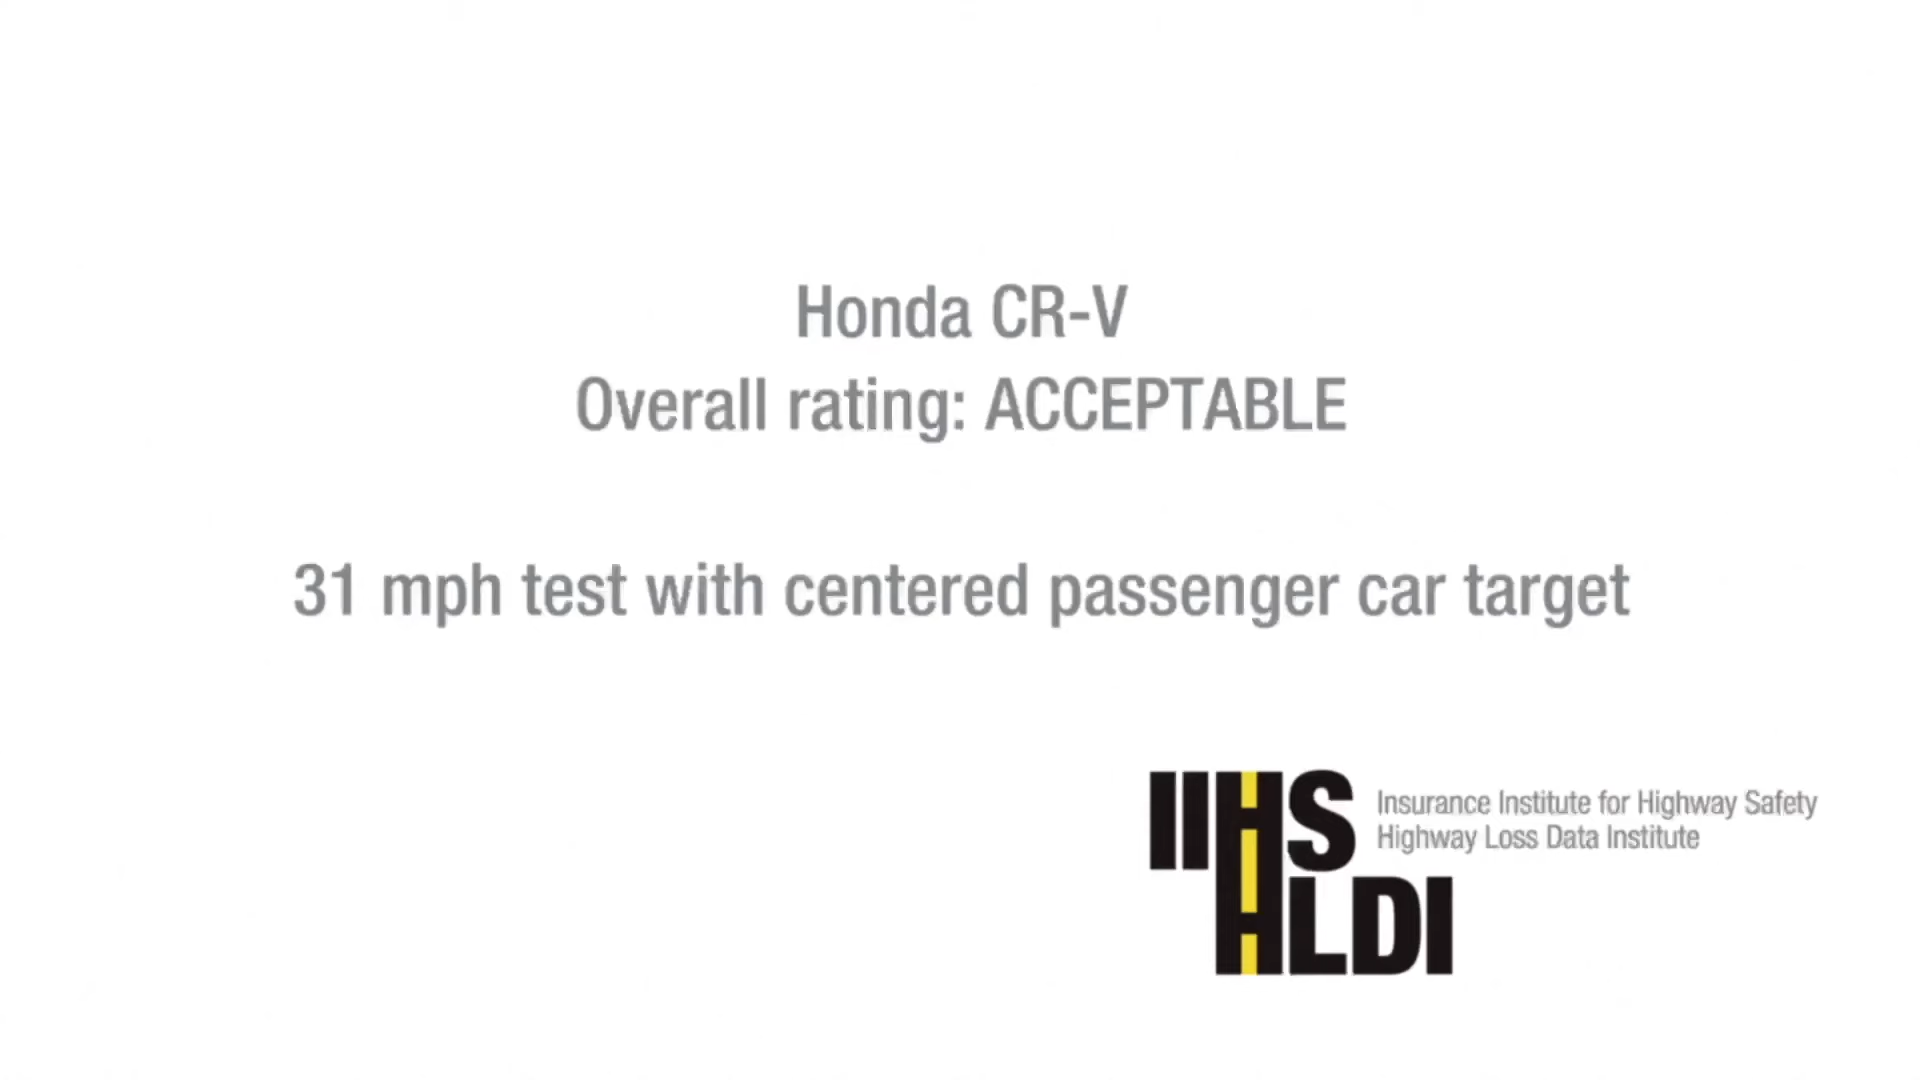 Honda CR-V
Overall rating: ACCEPTABLE
31 mph test with centered passenger car target
IIHS
HLDI
Insurance Institute for Highway Safety
Highway Loss Data Institute